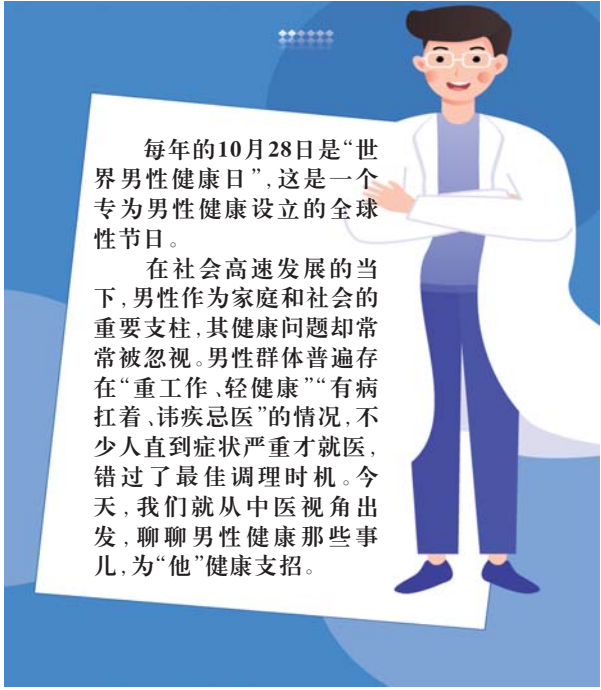 每年的10月28日是“世
界男性健康日”,这是一个
专为男性健康设立的全球
性节日。
在社会高速发展的当
下,男性作为家庭和社会的
重要支柱,其健康问题却常
常被忽视。男性群体普遍存
在“重工作、轻健康”“有病
扛着、讳疾忌医”的情况,不
少人直到症状严重才就医,
错过了最佳调理时机。今
天,我们就从中医视角出
发,聊聊男性健康那些事
儿,为“他”健康支招。